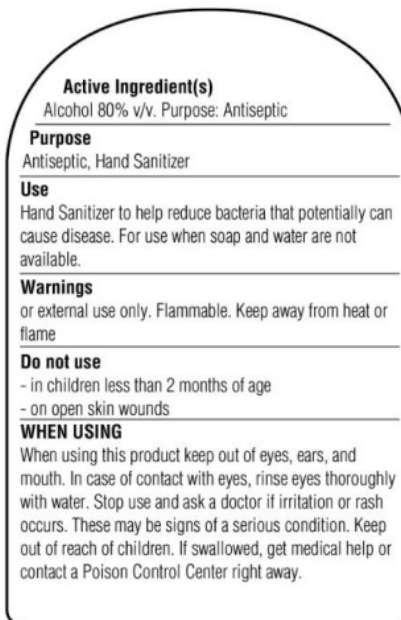 Active Ingredient(s)
Alcohol 80% v/v. Purpose: Antiseptic
Purpose
Antiseptic, Hand Sanitizer
Use
Hand Sanitizer to help reduce bacteria that potentially can
cause disease. For use when soap and water are not
available.
Warnings
or external use only. Flammable. Keep away from heat or
flame
Do not use
- in children less than 2 months of age
- on open skin wounds
WHEN USING
When using this product keep out of eyes, ears, and
mouth. In case of contact with eyes, rinse eyes thoroughly
with water. Stop use and ask a doctor if irritation or rash
occurs. These may be signs of a serious condition. Keep
out of reach of children. If swallowed, get medical help or
contact a Poison Control Center right away.